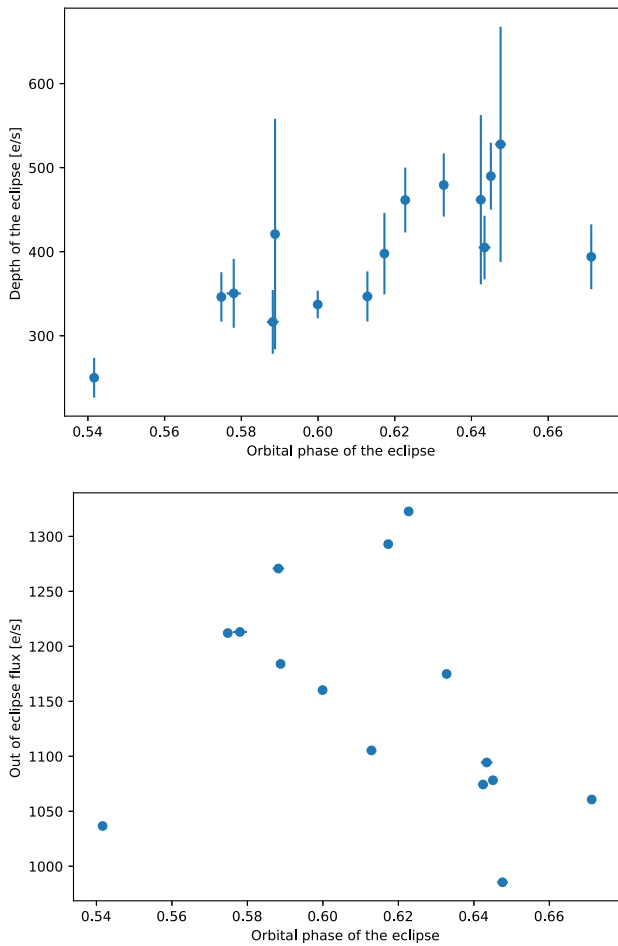 600
500
400
300
Depth of the eclipse [e/s]
0.54 0.56 0.58 0.60 0.62 0.64 0.66
Orbital phase of the eclipse
1300
1250
1200
1150
1100
1050
1000
Out of eclipse flux [e/s]
0.54 0.56 0.58 0.60 0.62 0.64 0.66
Orbital phase of the eclipse